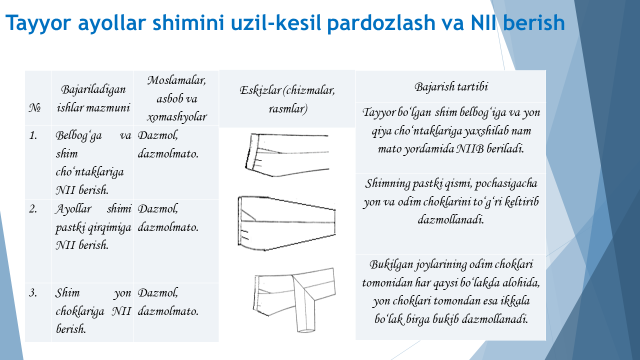 Tayyor ayollar shimini uzil-kesil pardozlash va NII berish
№
Bajariladigan
ishlar mazmuni
Moslamalar,
asbob va
xomashyolar
Eskizlar (chizmalar,
rasmlar)
Bajarish tartibi
1.
Belbog‘ga va
shim
cho‘ntaklariga
NII berish.
Dazmol,
dazmolmato.
Tayyor bo‘lgan shim belbog‘iga va yon
qiya cho‘ntaklariga yaxshilab nam
mato yordamida NIIB beriladi.
2.
Ayollar shimi
pastki qirqimiga
NII berish.
Dazmol,
dazmolmato.
Shimning pastki qismi, pochasigacha
yon va odim choklarini to‘g‘ri keltirib
dazmollanadi.
3.
Shim yon
choklariga NII
berish.
Dazmol,
dazmolmato.
Bukilgan joylarining odim choklari
tomonidan har qaysi bo‘lakda alohida,
yon choklari tomondan esa ikkala
bo‘lak birga bukib dazmollanadi.